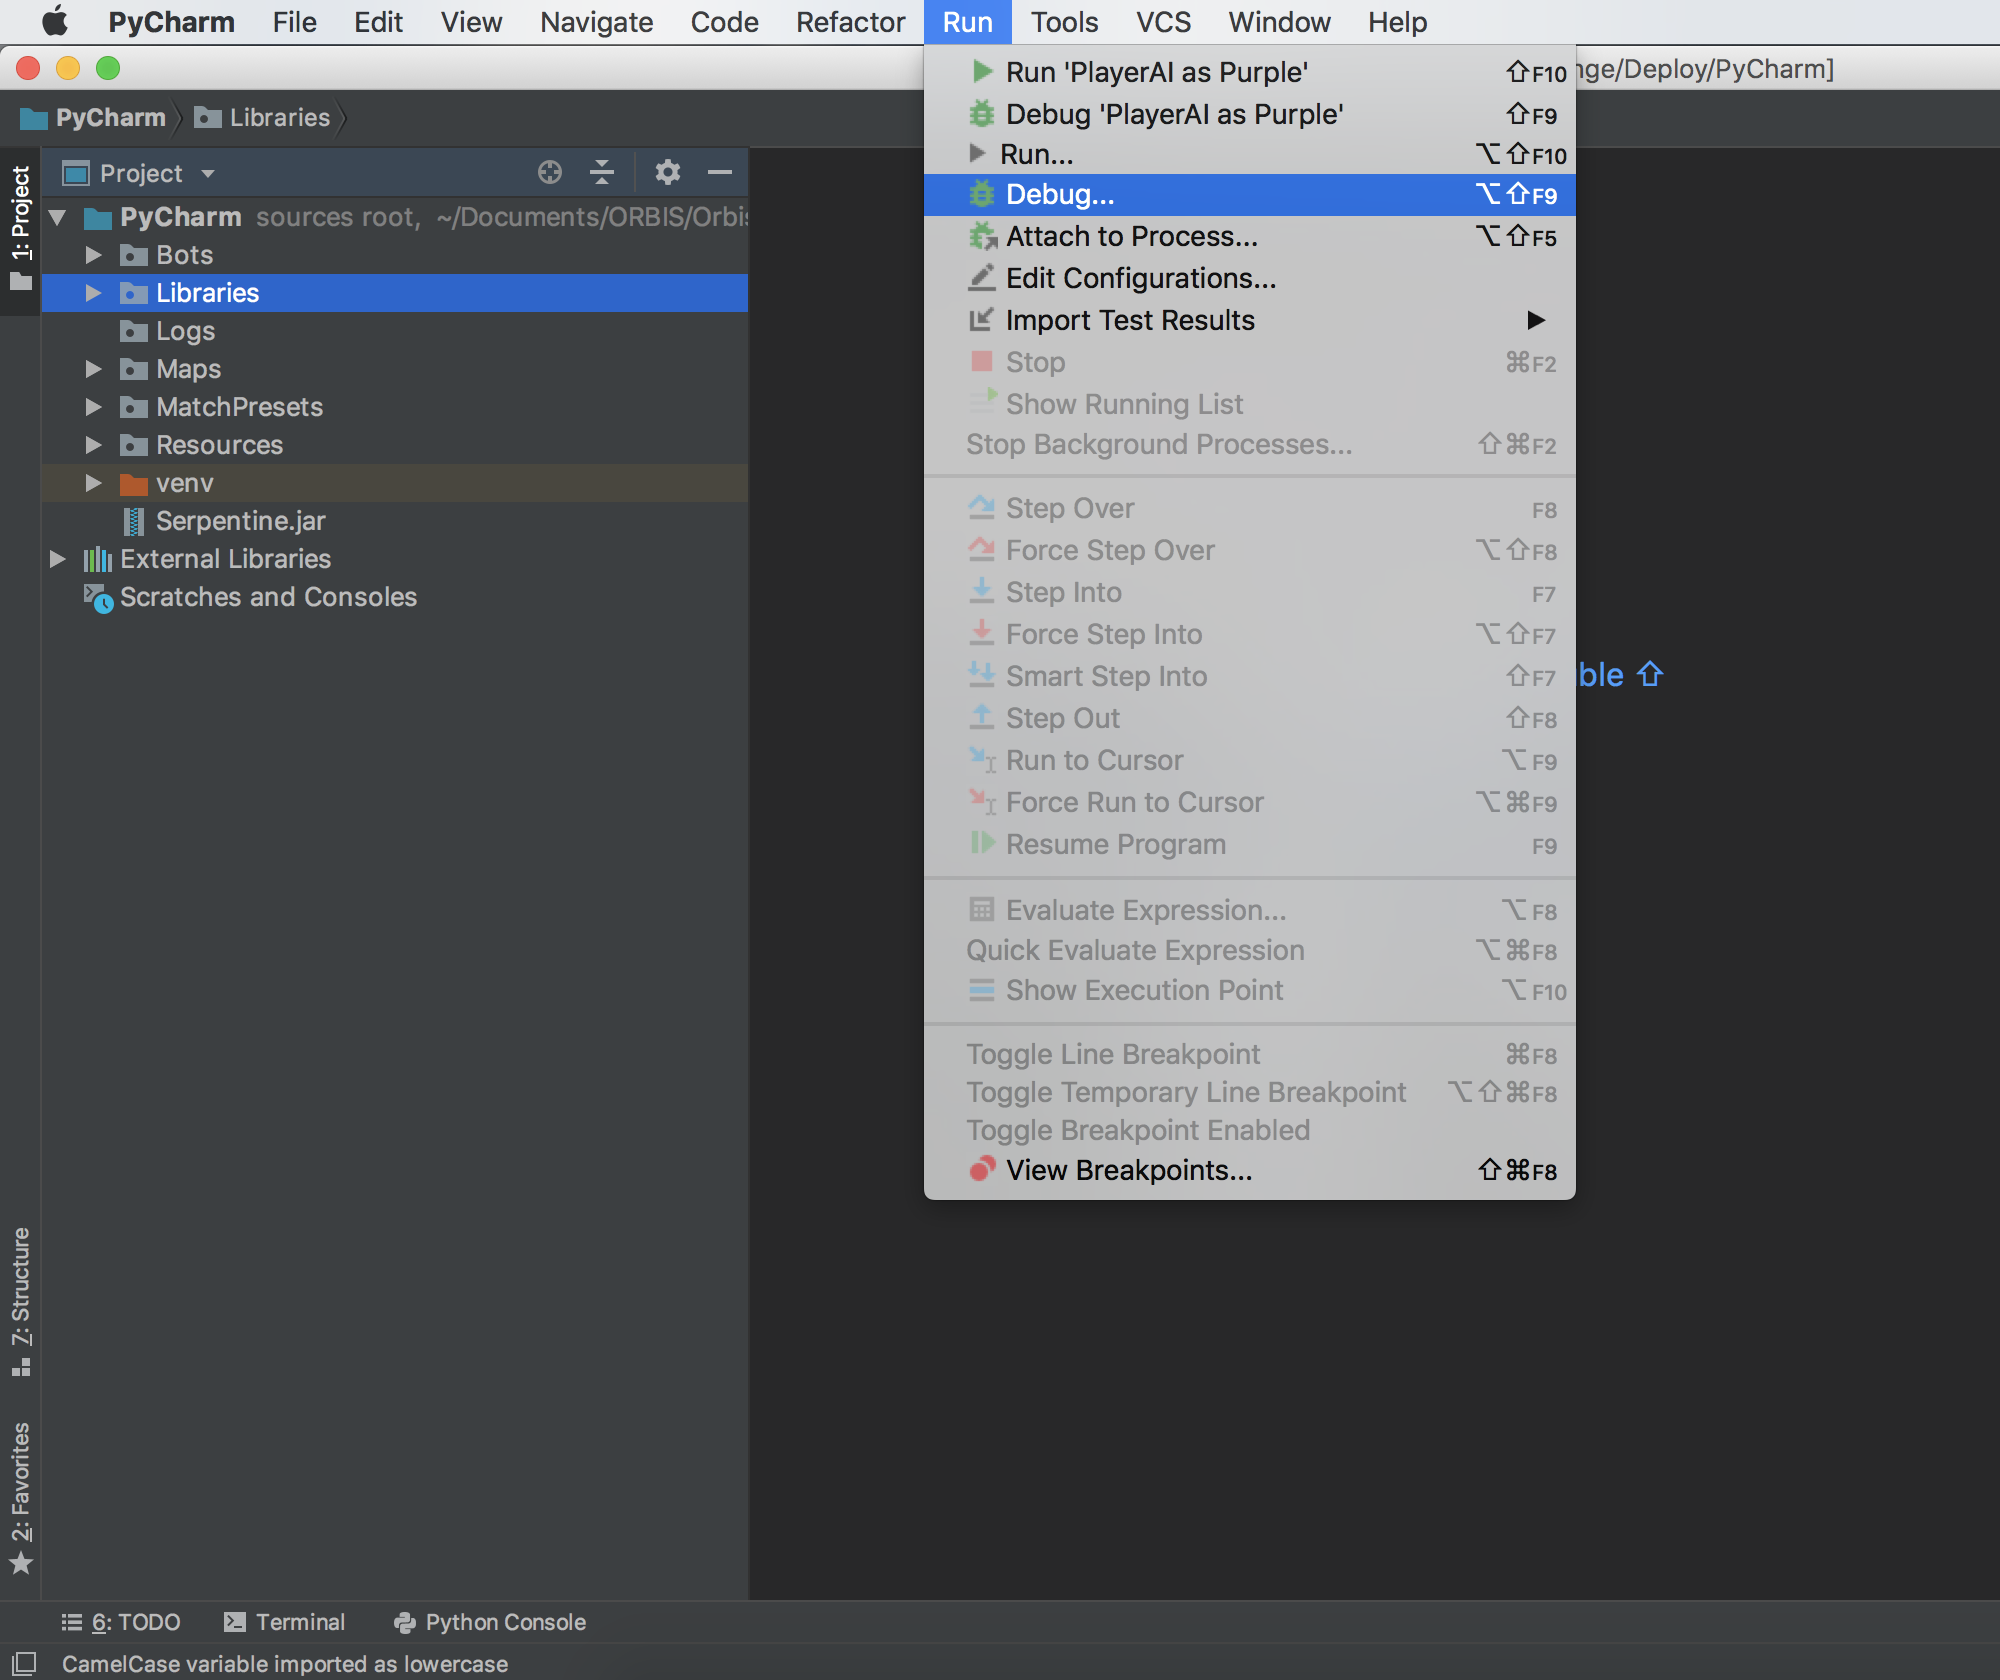 PyCharm File Edit View Navigate Code Refactor Run Tools VCS Window Help
nge/Deploy/PyCharm]
PyCharm Libraries
1: Project
Project
PyCharm sources root, ~/Documents/ORBIS/Orbis
Bots
Libraries
Logs
Maps
MatchPresets
Resources
venv
Serpentine.jar
External Libraries
Scratches and Consoles
7: Structure
2: Favorites
Run 'PlayerAI as Purple' ⇧F10
Debug 'PlayerAI as Purple' ⇧F9
Run... ⌥⇧F10
Debug... ⌥⇧F9
Attach to Process... ⌥⇧F5
Edit Configurations...
Import Test Results
Stop ⌘F2
Show Running List
Stop Background Processes... ⇧⌘F2
Step Over F8
Force Step Over ⌥⇧F8
Step Into F7
Force Step Into ⌥⇧F7
Smart Step Into ⇧F7
Step Out ⇧F8
Run to Cursor ⌥F9
Force Run to Cursor ⌥⌘F9
Resume Program F9
Evaluate Expression... ⌥F8
Quick Evaluate Expression ⌥⌘F8
Show Execution Point ⌥F10
Toggle Line Breakpoint ⌘F8
Toggle Temporary Line Breakpoint ⌥⇧⌘F8
Toggle Breakpoint Enabled
View Breakpoints... ⇧⌘F8
ble ⇧
6: TODO Terminal Python Console
CamelCase variable imported as lowercase